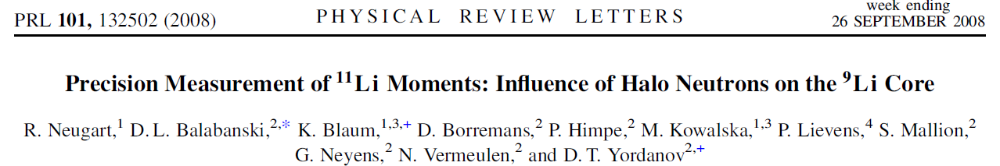 PRL 101, 132502 (2008) PHYSICAL REVIEW LETTERS week ending
26 SEPTEMBER 2008
Precision Measurement of ¹¹Li Moments: Influence of Halo Neutrons on the ⁹Li Core
R. Neugart,¹ D. L. Balabanski,²,* K. Blaum,¹,³,⁺ D. Borremans,² P. Himpe,² M. Kowalska,¹,³ P. Lievens,⁴ S. Mallion,²
G. Neyens,² N. Vermeulen,² and D. T. Yordanov²,⁺